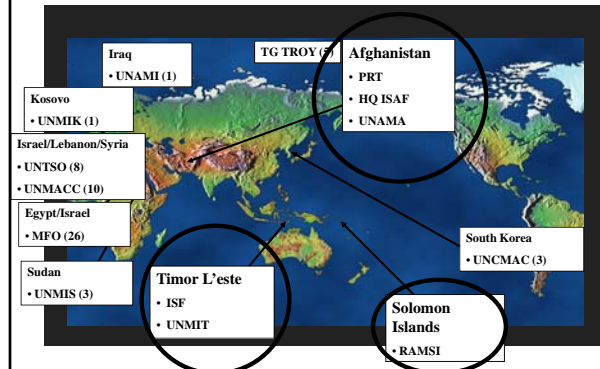 Iraq
• UNAMI (1)
TG TROY (5)
Afghanistan
• PRT
• HQ ISAF
• UNAMA
Kosovo
• UNMIK (1)
Israel/Lebanon/Syria
• UNTSO (8)
• UNMACC (10)
Egypt/Israel
• MFO (26)
Sudan
• UNMIS (3)
Timor L'este
• ISF
• UNMIT
South Korea
• UNCMAC (3)
Solomon
Islands
• RAMSI